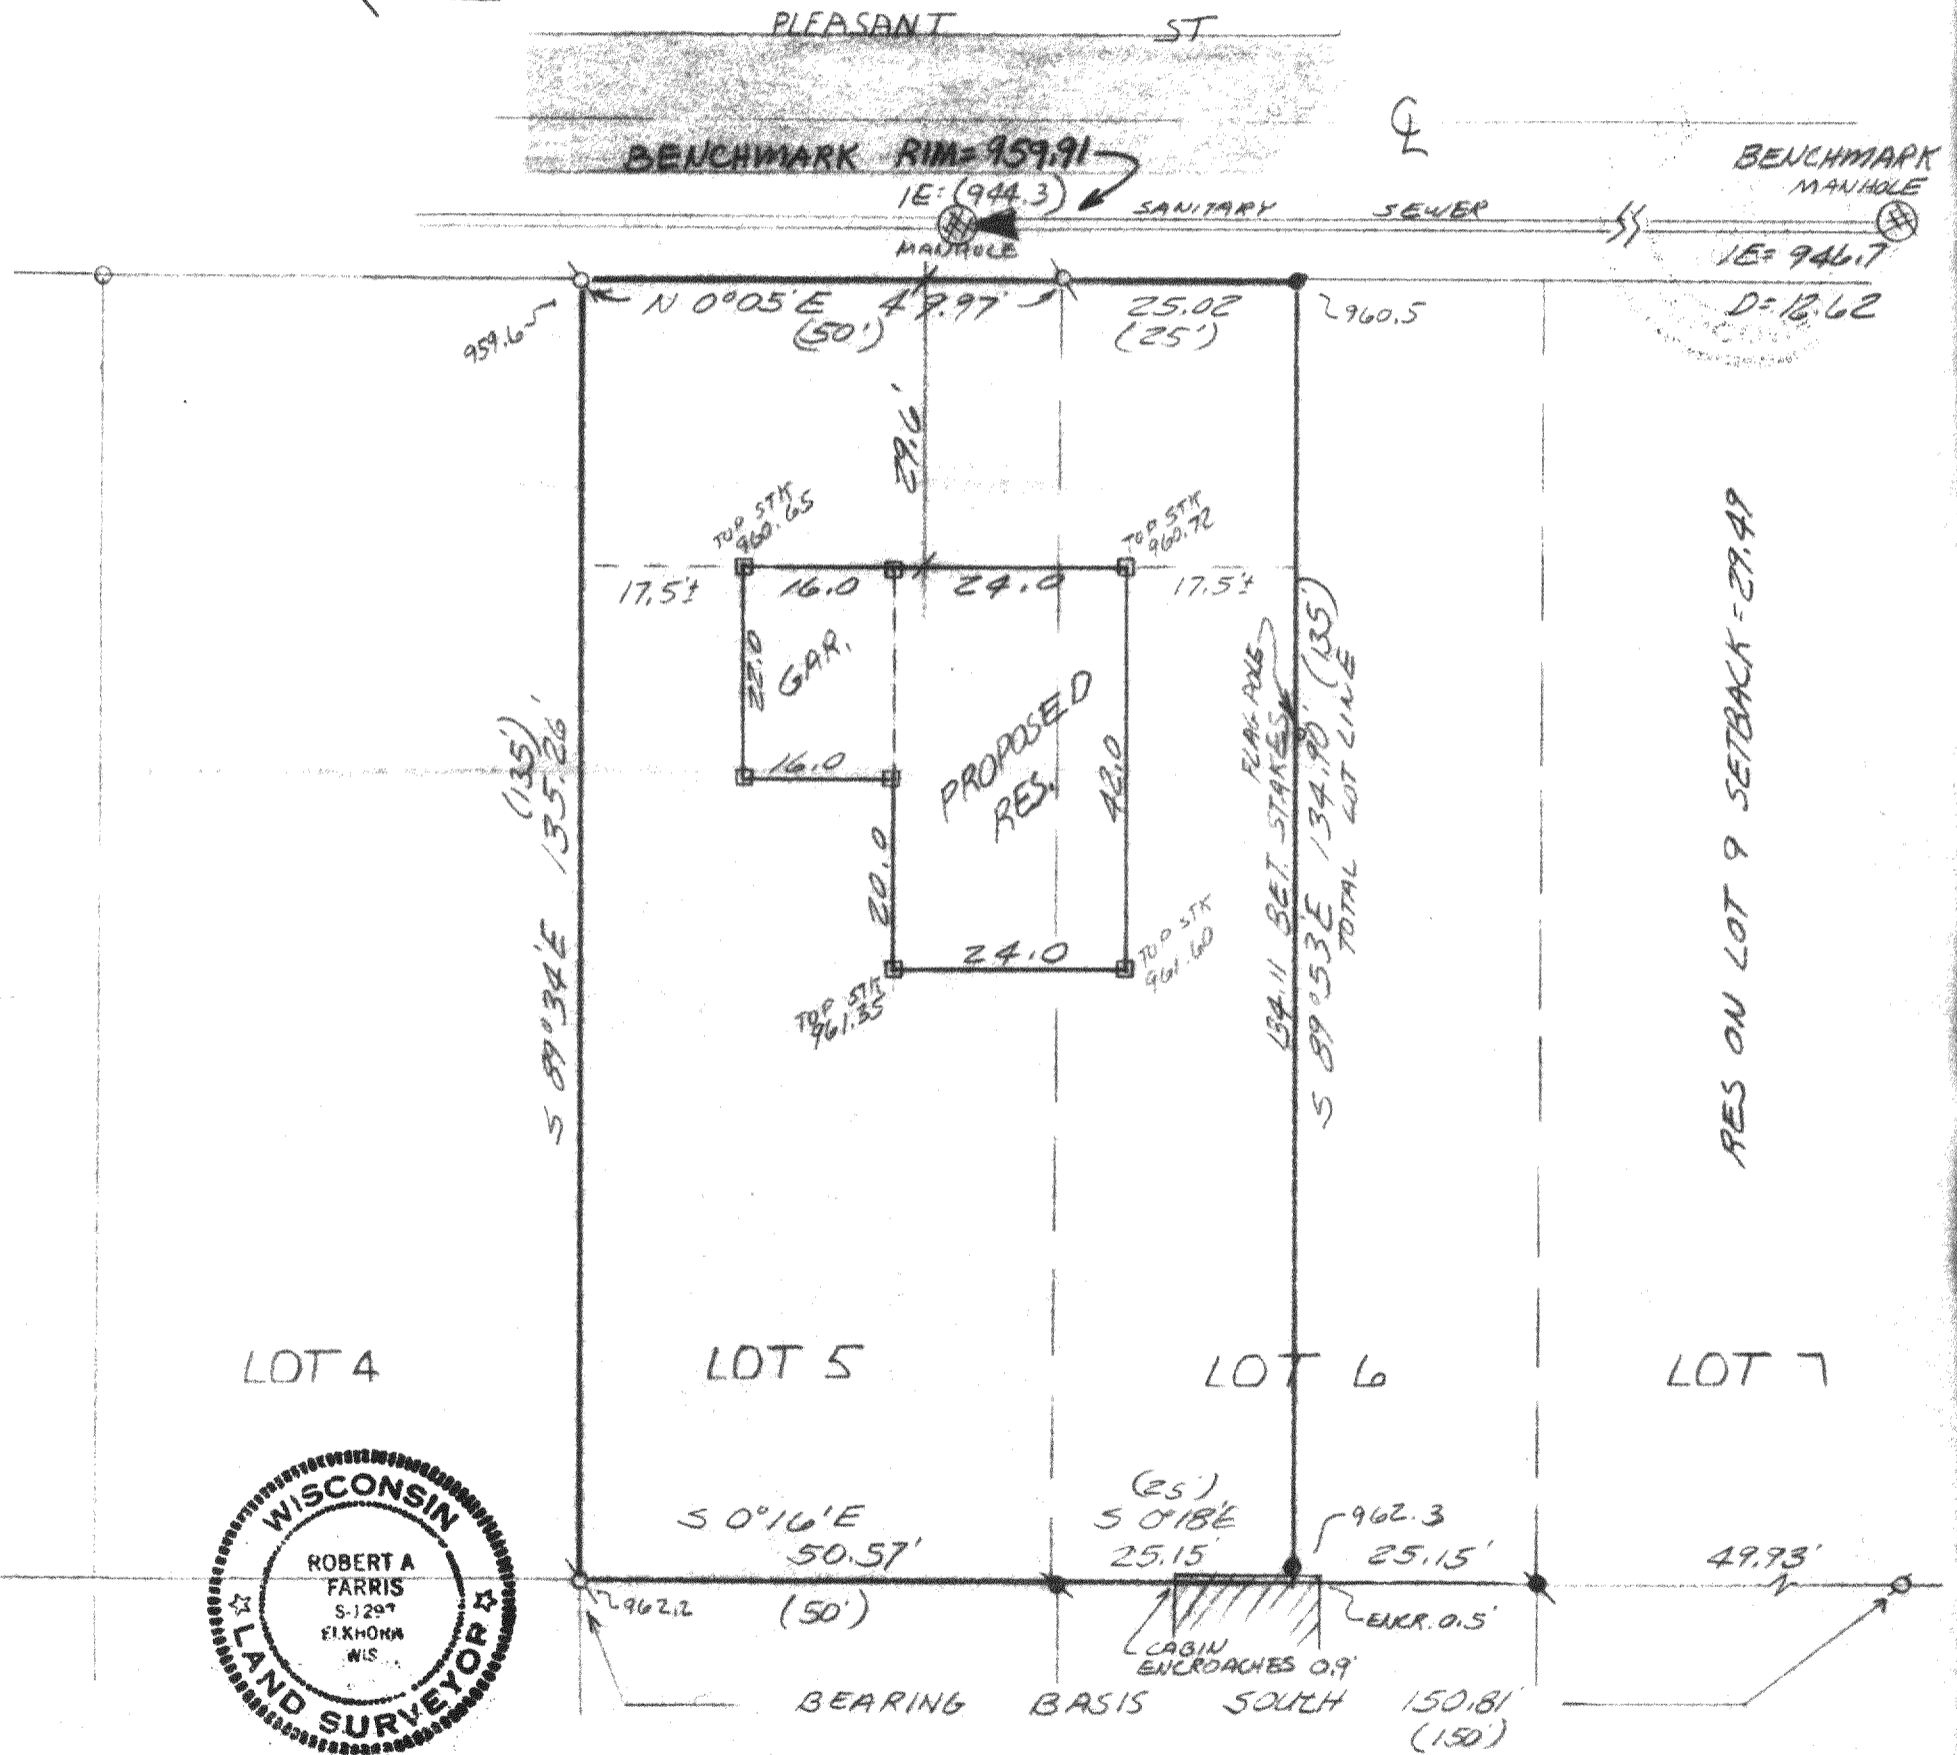 PLEASANT ST
℄
BENCHMARK RIM= 959.91
IE: (944.3)
SANITARY SEWER
MANHOLE
BENCHMARK
MANHOLE
IE= 946.7
D= 12.62
959.6
N 0°05'E 49.97'
(50')
25.02
(25')
960.5
29.6'
TOP STK
960.65
TOP STK
960.72
17.5'±
16.0
24.0
17.5'±
22.0
GAR.
16.0
PROPOSED
RES.
42.0
20.0
24.0
TOP STK
961.35
TOP STK
961.60
(135')
S 89°34'E 135.26'
FLAG POLE
134.11 BET. STAKES
S 89°53'E 134.90' (135')
TOTAL LOT LINE
RES ON LOT 9 SETBACK = 29.49
LOT 4
LOT 5
LOT 6
LOT 7
S 0°16'E
50.57'
(50')
(25')
S 0°18'E
25.15'
962.3
25.15'
49.93'
962.2
CABIN
ENCROACHES 0.9'
ENCR. 0.5'
BEARING BASIS SOUTH 150.81'
(150')
WISCONSIN
ROBERT A
FARRIS
ELKHORN
WIS.
LAND SURVEYOR